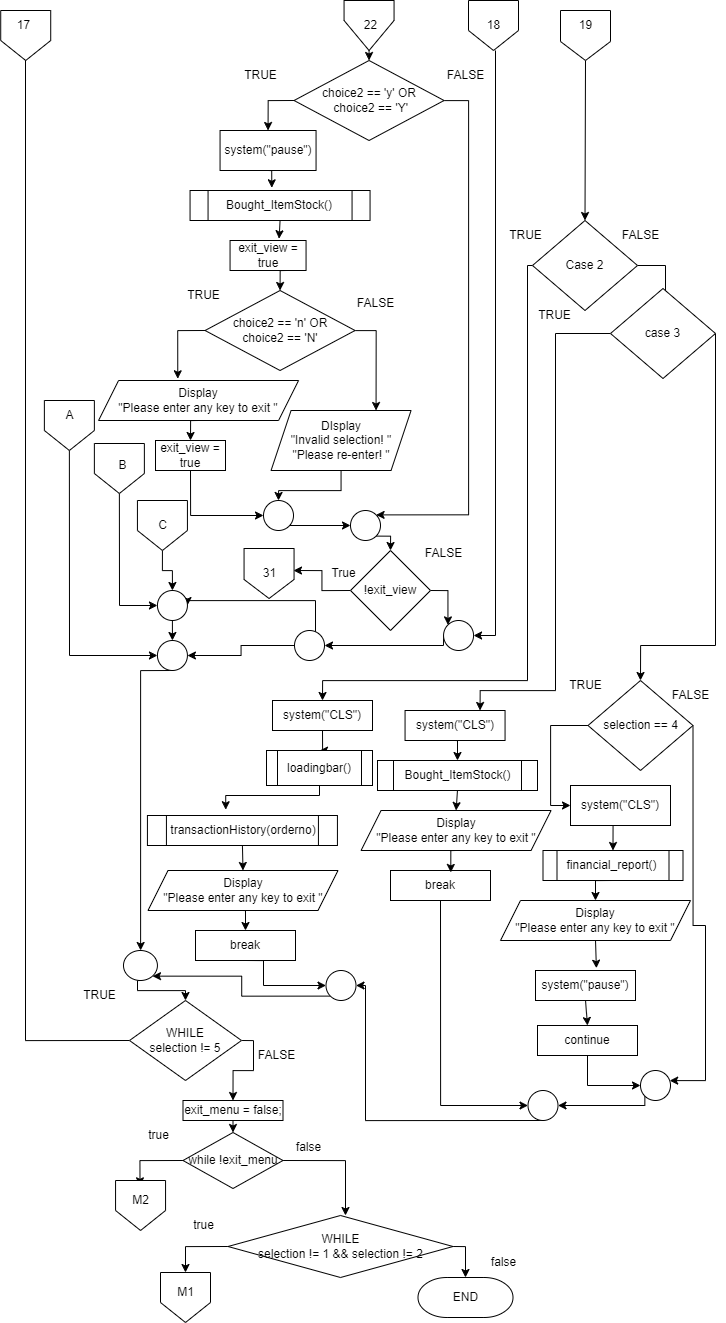 17
22
18
19
TRUE
FALSE
choice2 == 'y' OR
choice2 == 'Y'
system("pause")
Bought_ItemStock()
exit_view =
true
TRUE
FALSE
Case 2
TRUE
case 3
TRUE
FALSE
choice2 == 'n' OR
choice2 == 'N'
Display
"Please enter any key to exit "
DIsplay
"Invalid selection! "
"Please re-enter! "
A
exit_view =
true
B
C
FALSE
31
True
!exit_view
TRUE
FALSE
system("CLS")
system("CLS")
selection == 4
loadingbar()
Bought_ItemStock()
system("CLS")
transactionHistory(orderno)
Display
"Please enter any key to exit "
financial_report()
Display
"Please enter any key to exit "
break
Display
"Please enter any key to exit "
break
system("pause")
TRUE
WHILE
selection != 5
continue
FALSE
exit_menu = false;
true
false
while !exit_menu
M2
true
WHILE
selection != 1 && selection != 2
false
M1
END